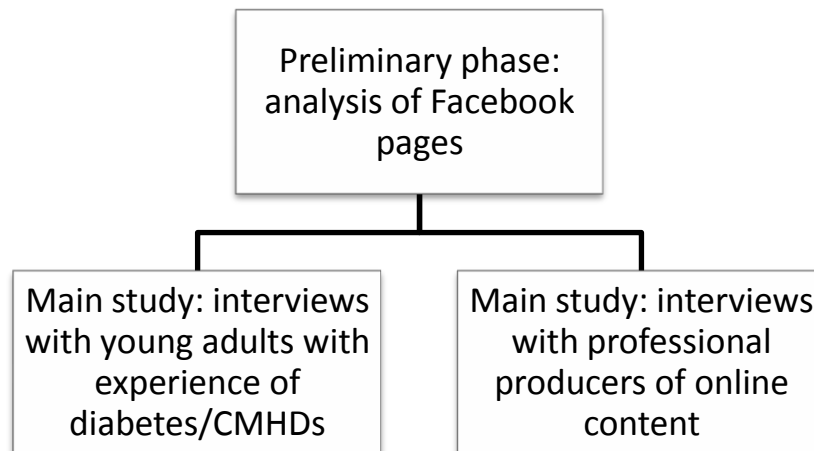 Preliminary phase:
analysis of Facebook
pages
Main study: interviews
with young adults with
experience of
diabetes/CMHDs
Main study: interviews
with professional
producers of online
content